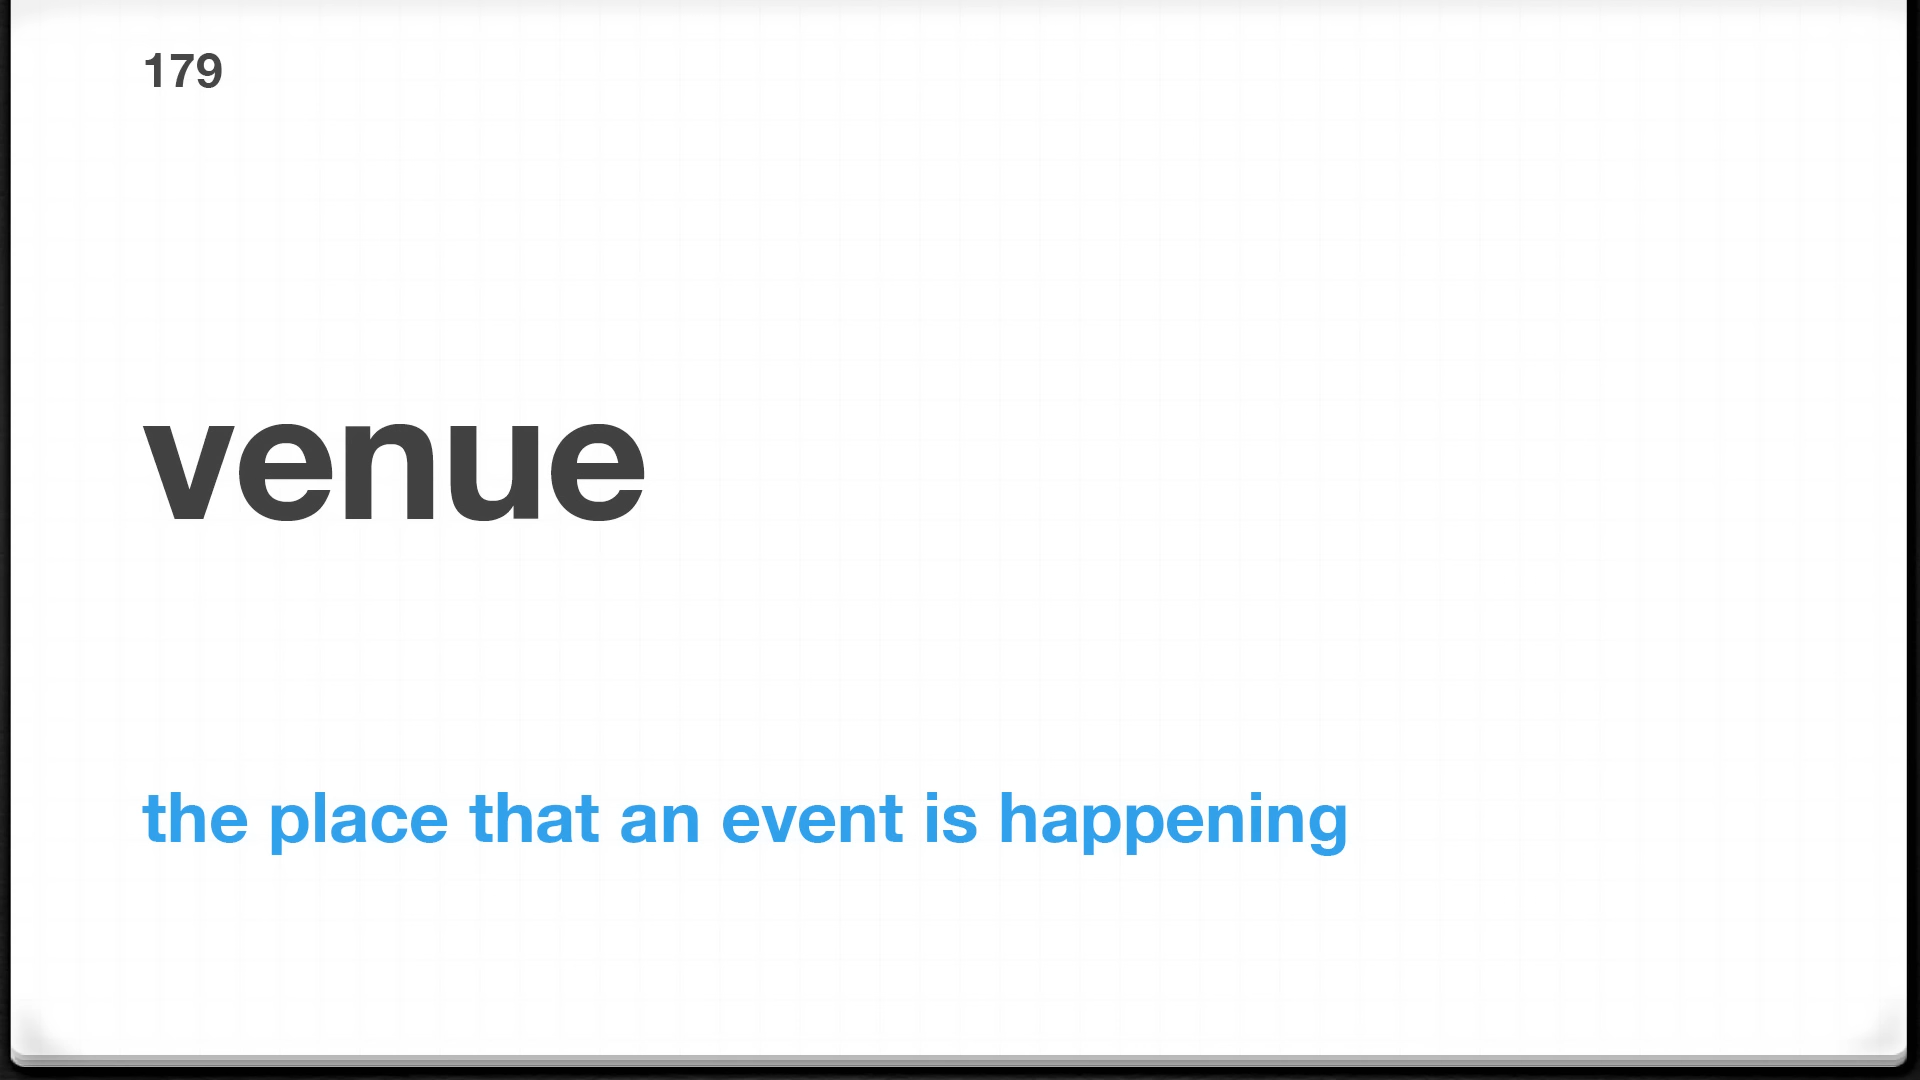 179
venue
the place that an event is happening